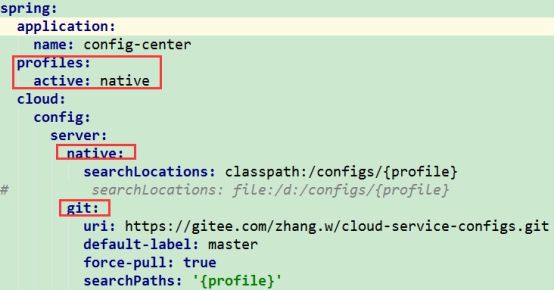 spring:
  application:
    name: config-center
  profiles:
    active: native
  cloud:
    config:
      server:
        native:
          searchLocations: classpath:/configs/{profile}
#          searchLocations: file:/d:/configs/{profile}
        git:
          uri: https://gitee.com/zhang.w/cloud-service-configs.git
          default-label: master
          force-pull: true
          searchPaths: '{profile}'